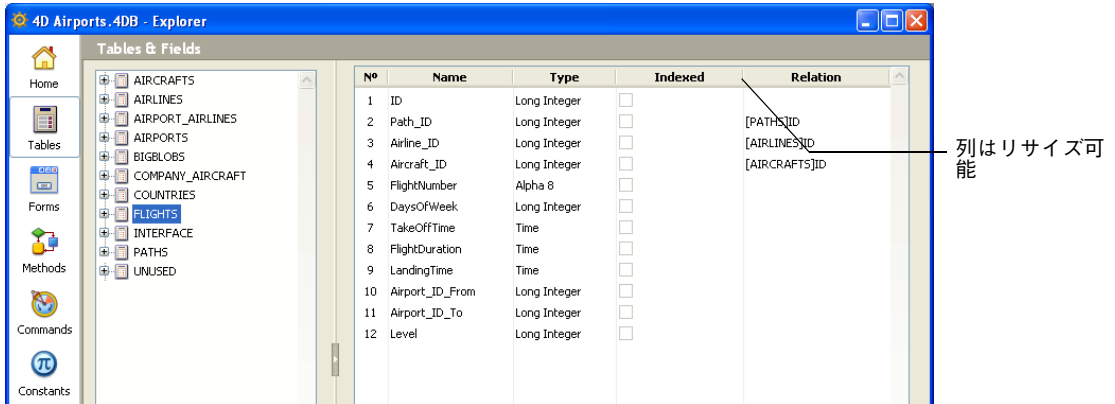 4D Airports.4DB - Explorer
Tables & Fields
Home
Tables
Forms
Methods
Commands
Constants
AIRCRAFTS
AIRLINES
AIRPORT_AIRLINES
AIRPORTS
BIGBLOBS
COMPANY_AIRCRAFT
COUNTRIES
FLIGHTS
INTERFACE
PATHS
UNUSED
Nº Name Type Indexed Relation
1 ID Long Integer
2 Path_ID Long Integer [PATHS]ID
3 Airline_ID Long Integer [AIRLINES]ID
4 Aircraft_ID Long Integer [AIRCRAFTS]ID
5 FlightNumber Alpha 8
6 DaysOfWeek Long Integer
7 TakeOffTime Time
8 FlightDuration Time
9 LandingTime Time
10 Airport_ID_From Long Integer
11 Airport_ID_To Long Integer
12 Level Long Integer
列はリサイズ可
能